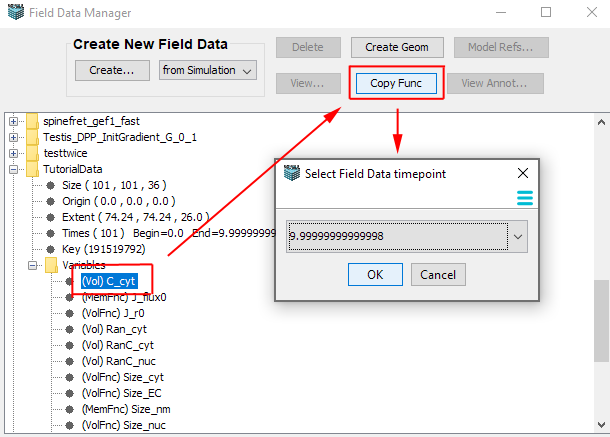 Field Data Manager
Create New Field Data
Create...
from Simulation
Delete
Create Geom
Model Refs...
View...
Copy Func
View Annot...
spinefret_gef1_fast
Testis_DPP_InitGradient_G_0_1
testtwice
TutorialData
Size ( 101 , 101 , 36 )
Origin ( 0.0 , 0.0 , 0.0 )
Extent ( 74.24 , 74.24 , 26.0 )
Times ( 101 ) Begin=0.0 End=9.99999999
Key (191519792)
Variables
(Vol) C_cyt
(MemFnc) J_flux0
(VolFnc) J_r0
(Vol) Ran_cyt
(Vol) RanC_cyt
(Vol) RanC_nuc
(VolFnc) Size_cyt
(VolFnc) Size_EC
(MemFnc) Size_nm
(VolFnc) Size_nuc
Select Field Data timepoint
9.99999999999998
OK
Cancel